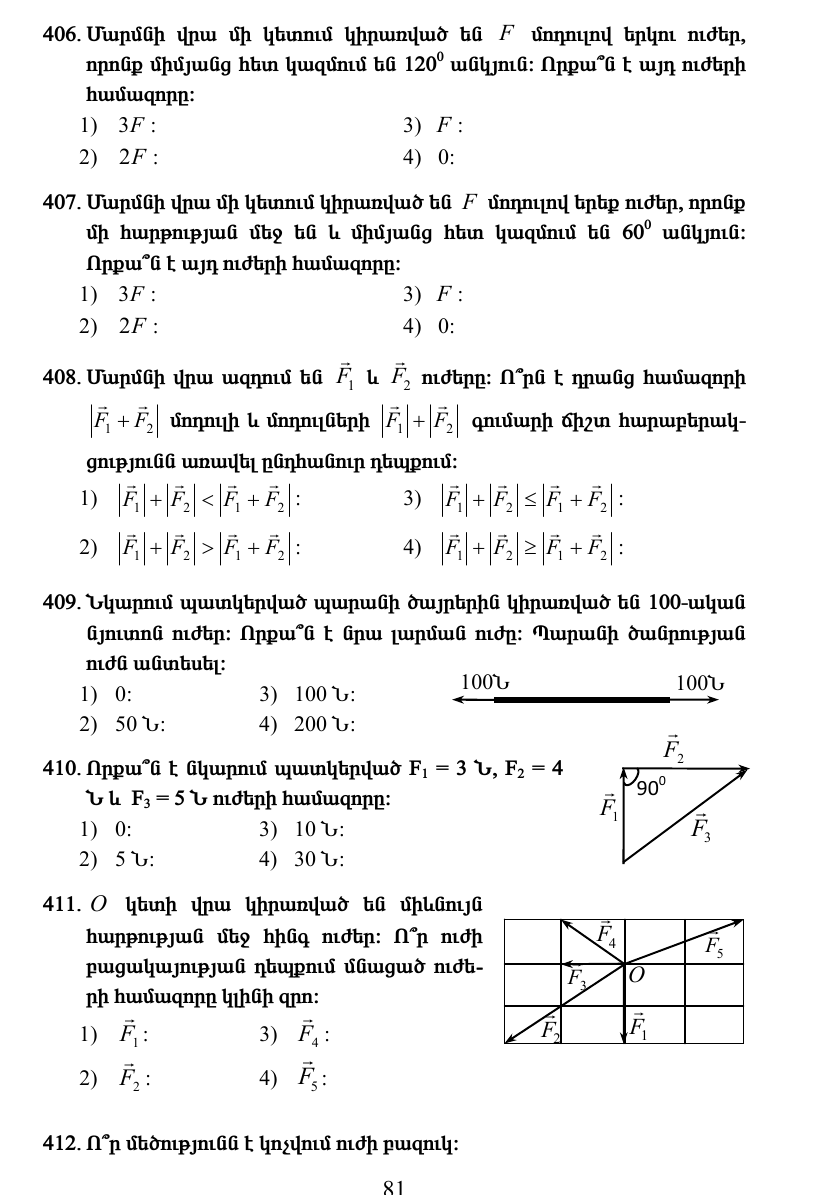 406. Մարմնի վրա մի կետում կիրառված են F մոդուլով երկու ուժեր,
որոնք միմյանց հետ կազմում են 120⁰ անկյուն: Որքա՞ն է այդ ուժերի
համազորը:
1) 3F : 3) F :
2) 2F : 4) 0:
407. Մարմնի վրա մի կետում կիրառված են F մոդուլով երեք ուժեր, որոնք
մի հարթության մեջ են և միմյանց հետ կազմում են 60⁰ անկյուն:
Որքա՞ն է այդ ուժերի համազորը:
1) 3F : 3) F :
2) 2F : 4) 0:
408. Մարմնի վրա ազդում են F⃗₁ և F⃗₂ ուժերը: Ո՞րն է դրանց համազորի
|F⃗₁ + F⃗₂| մոդուլի և մոդուլների |F⃗₁| + |F⃗₂| գումարի ճիշտ հարաբերակ-
ցությունն առավել ընդհանուր դեպքում:
1) |F⃗₁| + |F⃗₂| < |F⃗₁ + F⃗₂| : 3) |F⃗₁| + |F⃗₂| ≤ |F⃗₁ + F⃗₂| :
2) |F⃗₁| + |F⃗₂| > |F⃗₁ + F⃗₂| : 4) |F⃗₁| + |F⃗₂| ≥ |F⃗₁ + F⃗₂| :
409. Նկարում պատկերված պարանի ծայրերին կիրառված են 100-ական
նյուտոն ուժեր: Որքա՞ն է նրա լարման ուժը: Պարանի ծանրության
ուժն անտեսել:
1) 0: 3) 100 Ն:
2) 50 Ն: 4) 200 Ն:
100Ն 100Ն
410. Որքա՞ն է նկարում պատկերված F₁ = 3 Ն, F₂ = 4
Ն և F₃ = 5 Ն ուժերի համազորը:
1) 0: 3) 10 Ն:
2) 5 Ն: 4) 30 Ն:
F⃗₂
90⁰
F⃗₁
F⃗₃
411. O կետի վրա կիրառված են միևնույն
հարթության մեջ հինգ ուժեր: Ո՞ր ուժի
բացակայության դեպքում մնացած ուժե-
րի համազորը կլինի զրո:
1) F⃗₁ : 3) F⃗₄ :
2) F⃗₂ : 4) F⃗₅ :
F⃗₄
F⃗₅
F⃗₃ O
F⃗₂ F⃗₁
412. Ո՞ր մեծությունն է կոչվում ուժի բազուկ:
81